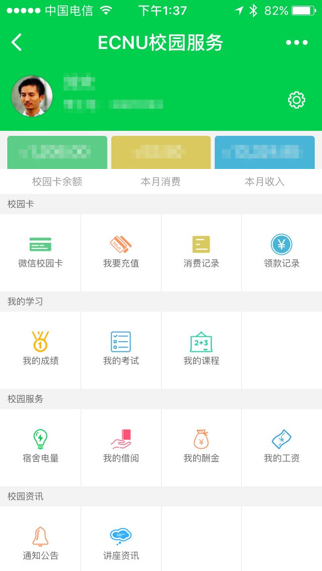 中国电信 下午1:37 82%
ECNU校园服务
校园卡余额 本月消费 本月收入
校园卡
微信校园卡 我要充值 消费记录 领款记录
我的学习
2+3
我的成绩 我的考试 我的课程
校园服务
宿舍电量 我的借阅 我的酬金 我的工资
校园资讯
通知公告 讲座资讯